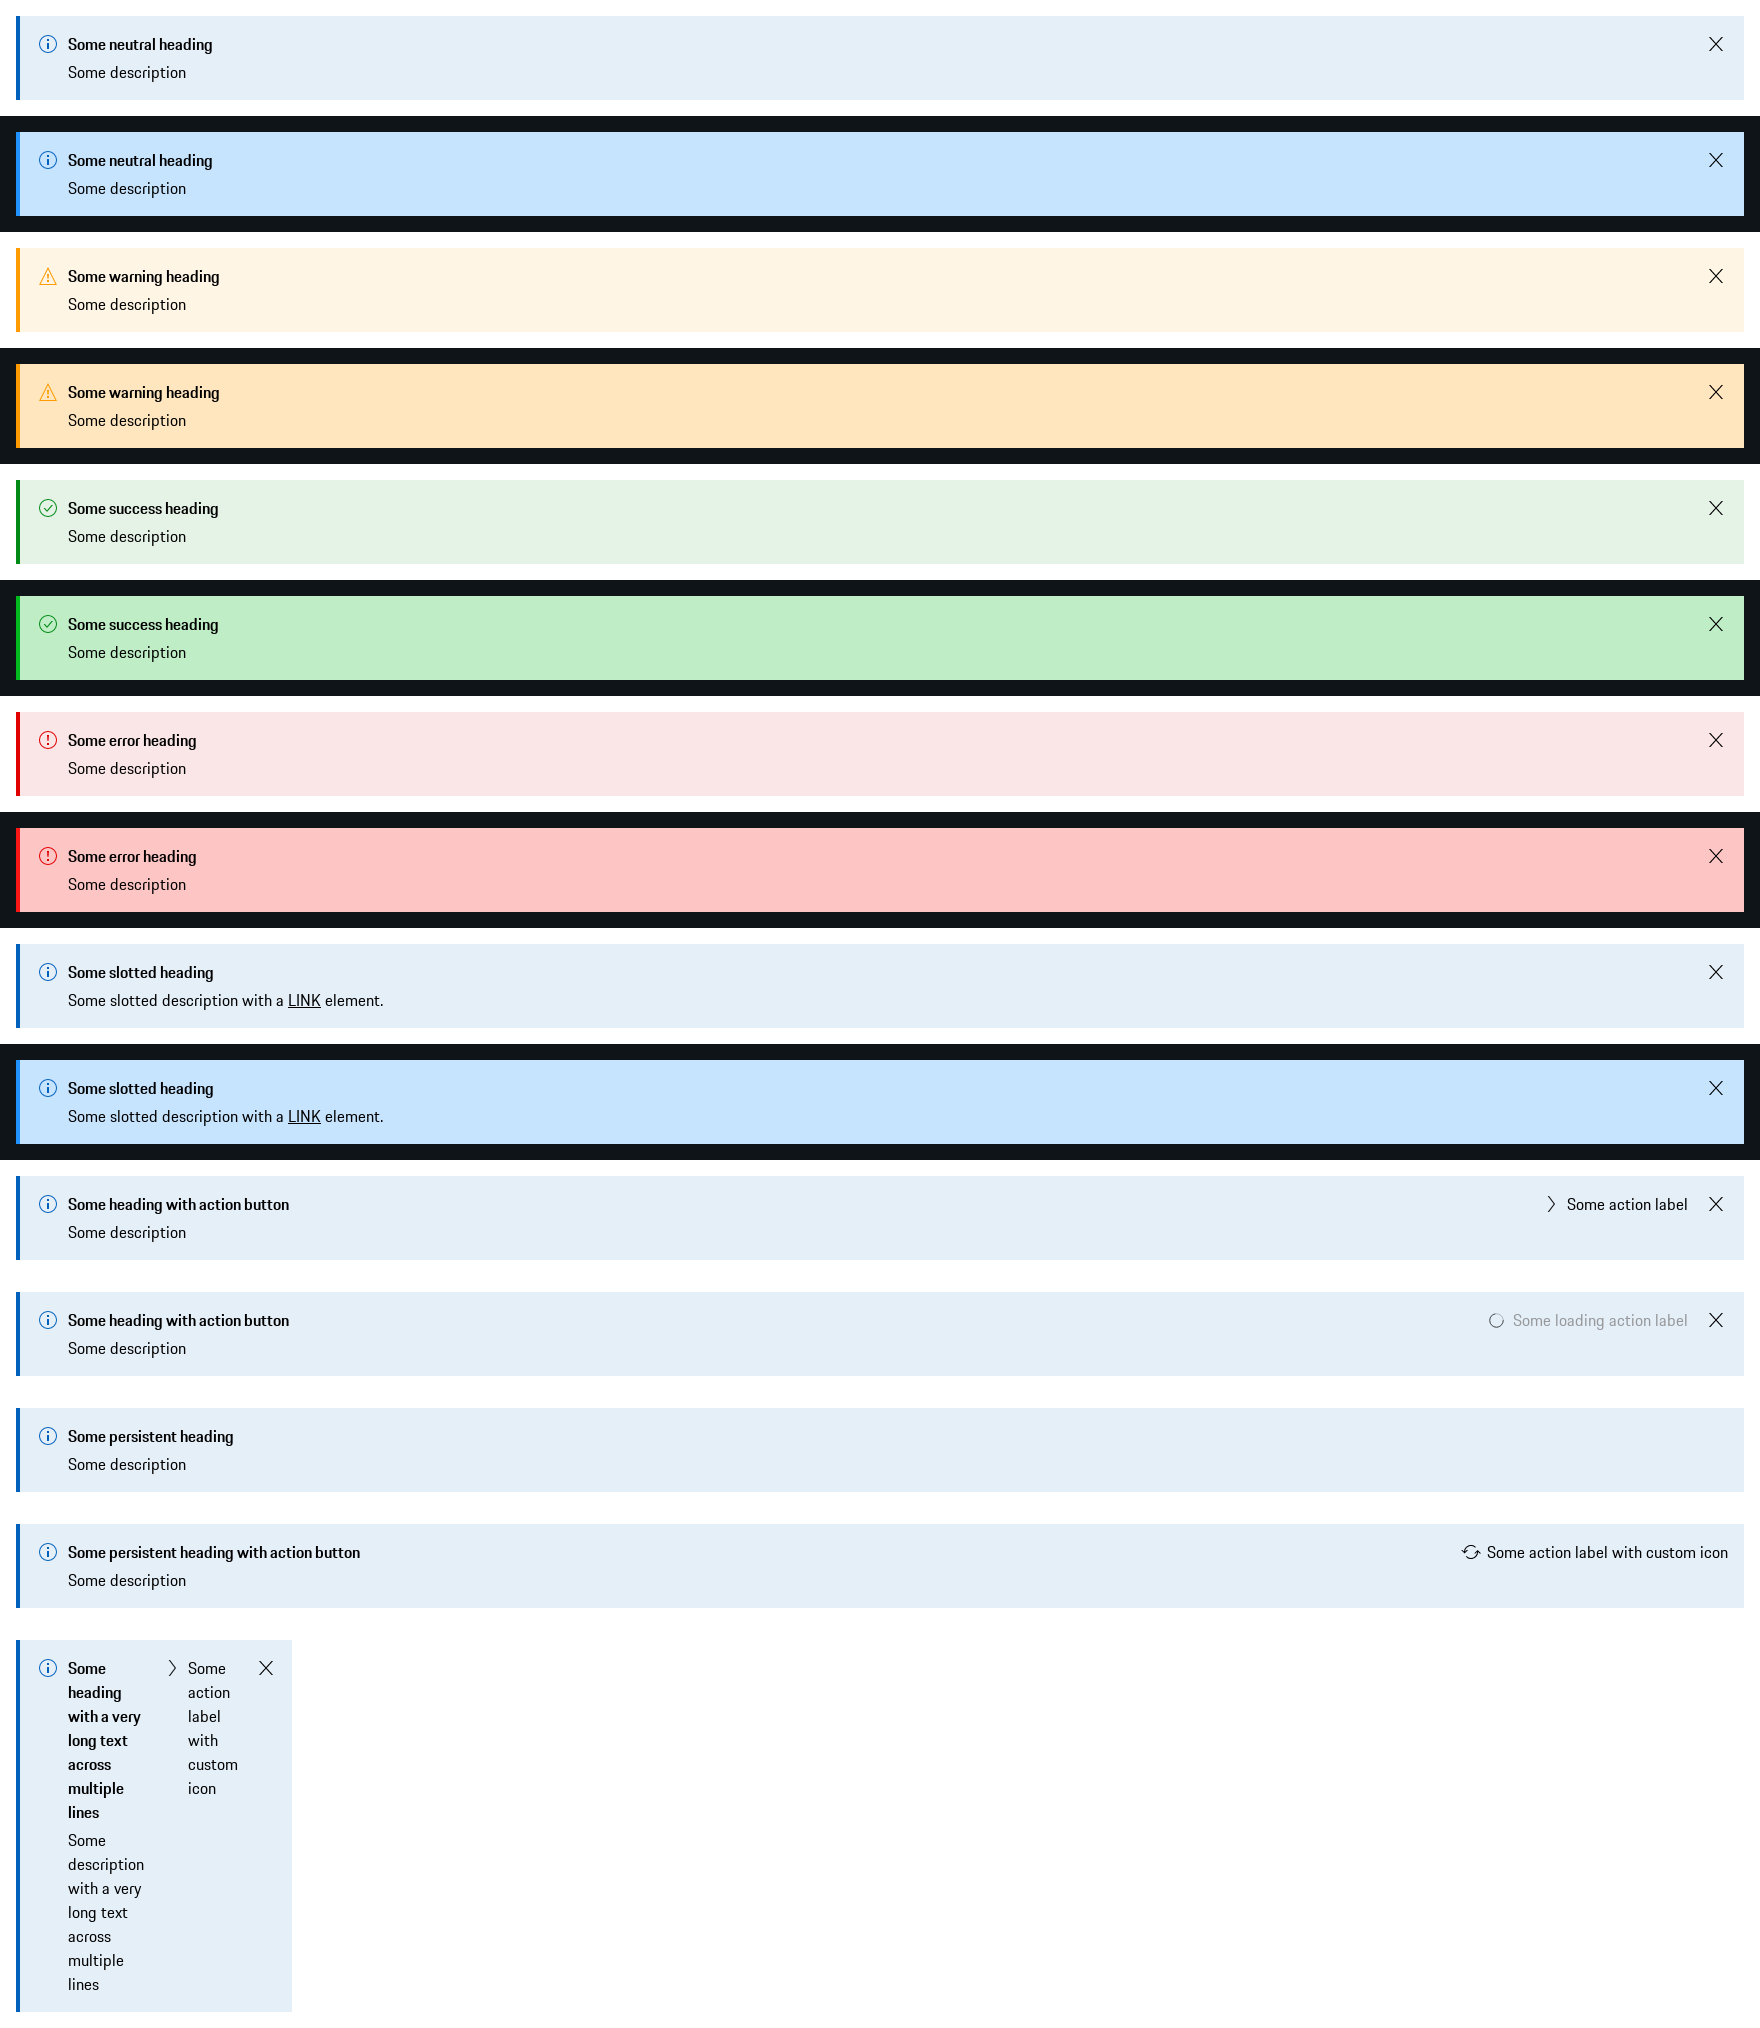 Some neutral heading
Some description
Some neutral heading
Some description
Some warning heading
Some description
Some warning heading
Some description
Some success heading
Some description
Some success heading
Some description
Some error heading
Some description
Some error heading
Some description
Some slotted heading
Some slotted description with a LINK element.
Some slotted heading
Some slotted description with a LINK element.
Some heading with action button
Some action label
Some description
Some heading with action button
Some loading action label
Some description
Some persistent heading
Some description
Some persistent heading with action button
Some action label with custom icon
Some description
Some
heading
with a very
long text
across
multiple
lines
Some
description
with a very
long text
across
multiple
lines
Some
action
label
with
custom
icon